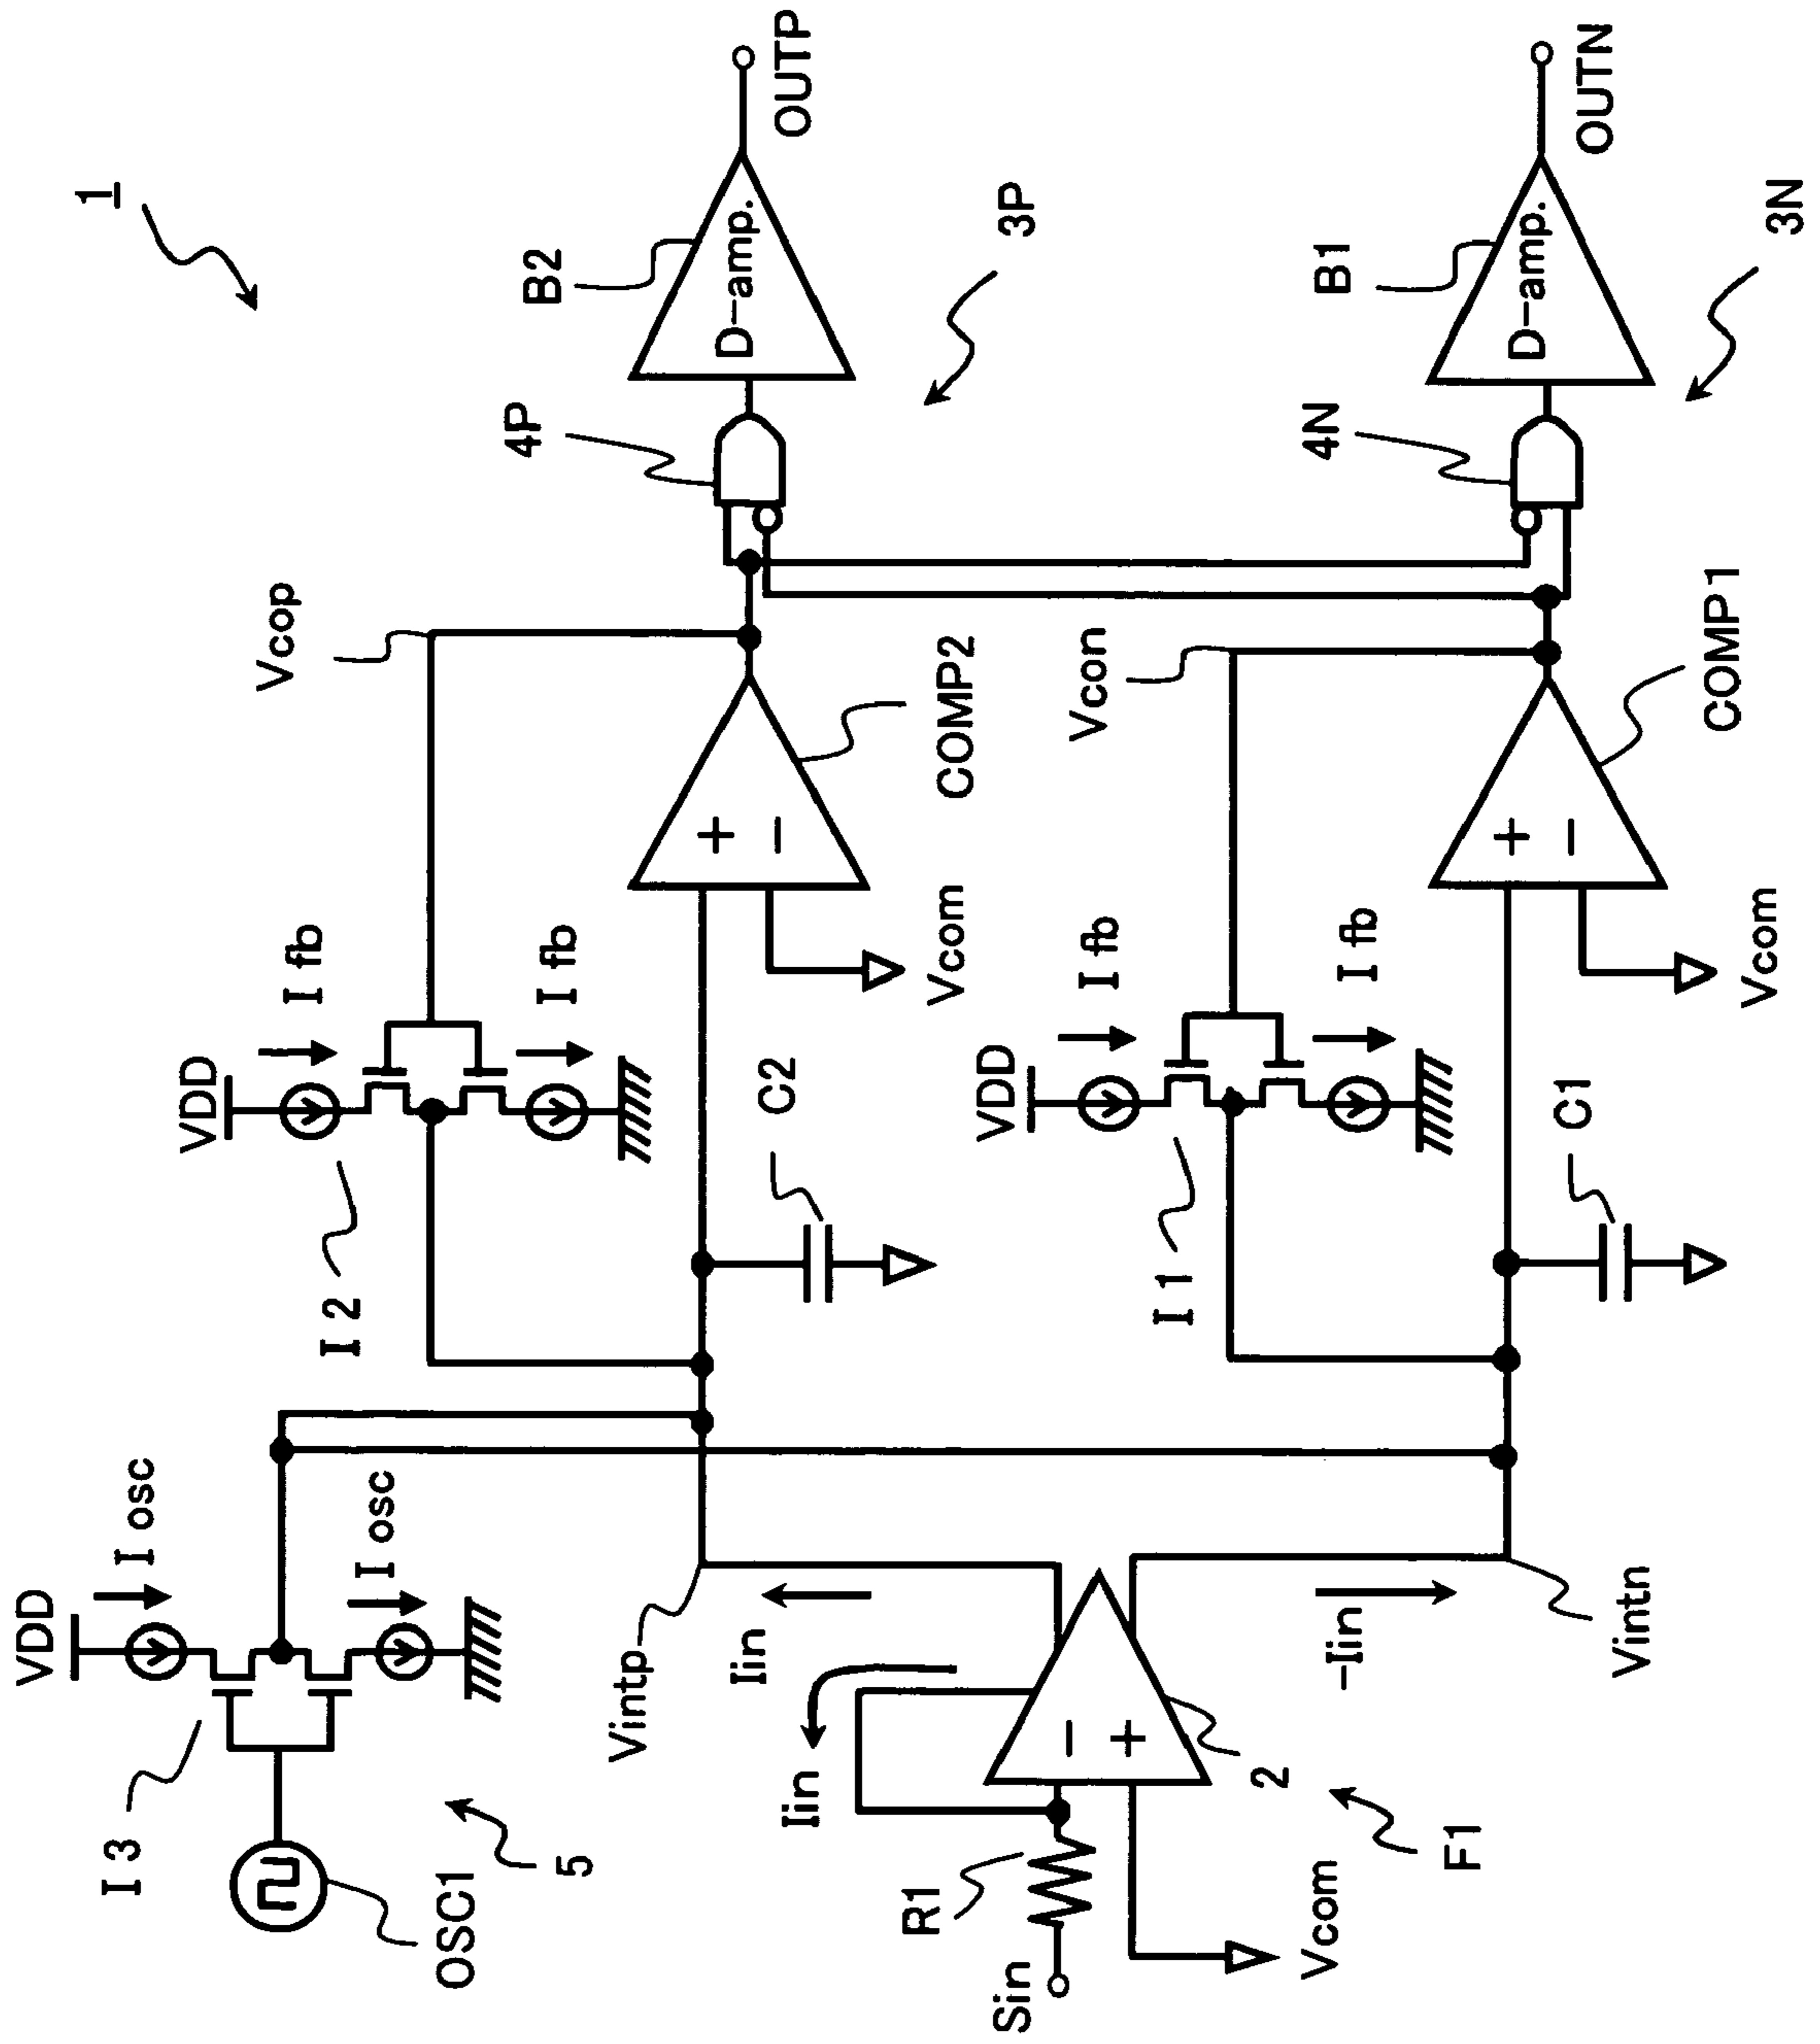 1
VDD
I osc
I osc
I 3
OSC1
5
VDD
I fb
I fb
I 2
Vcop
B2
D-amp.
OUTP
4P
3P
C2
Vcom
COMP2
+
−
Vintp
Iin
Iin
Sin
R1
−
+
2
F1
Vcom
−Iin
Vintn
VDD
I fb
I fb
I 1
C1
Vcon
+
−
Vcom
COMP1
4N
B1
D-amp.
OUTN
3N